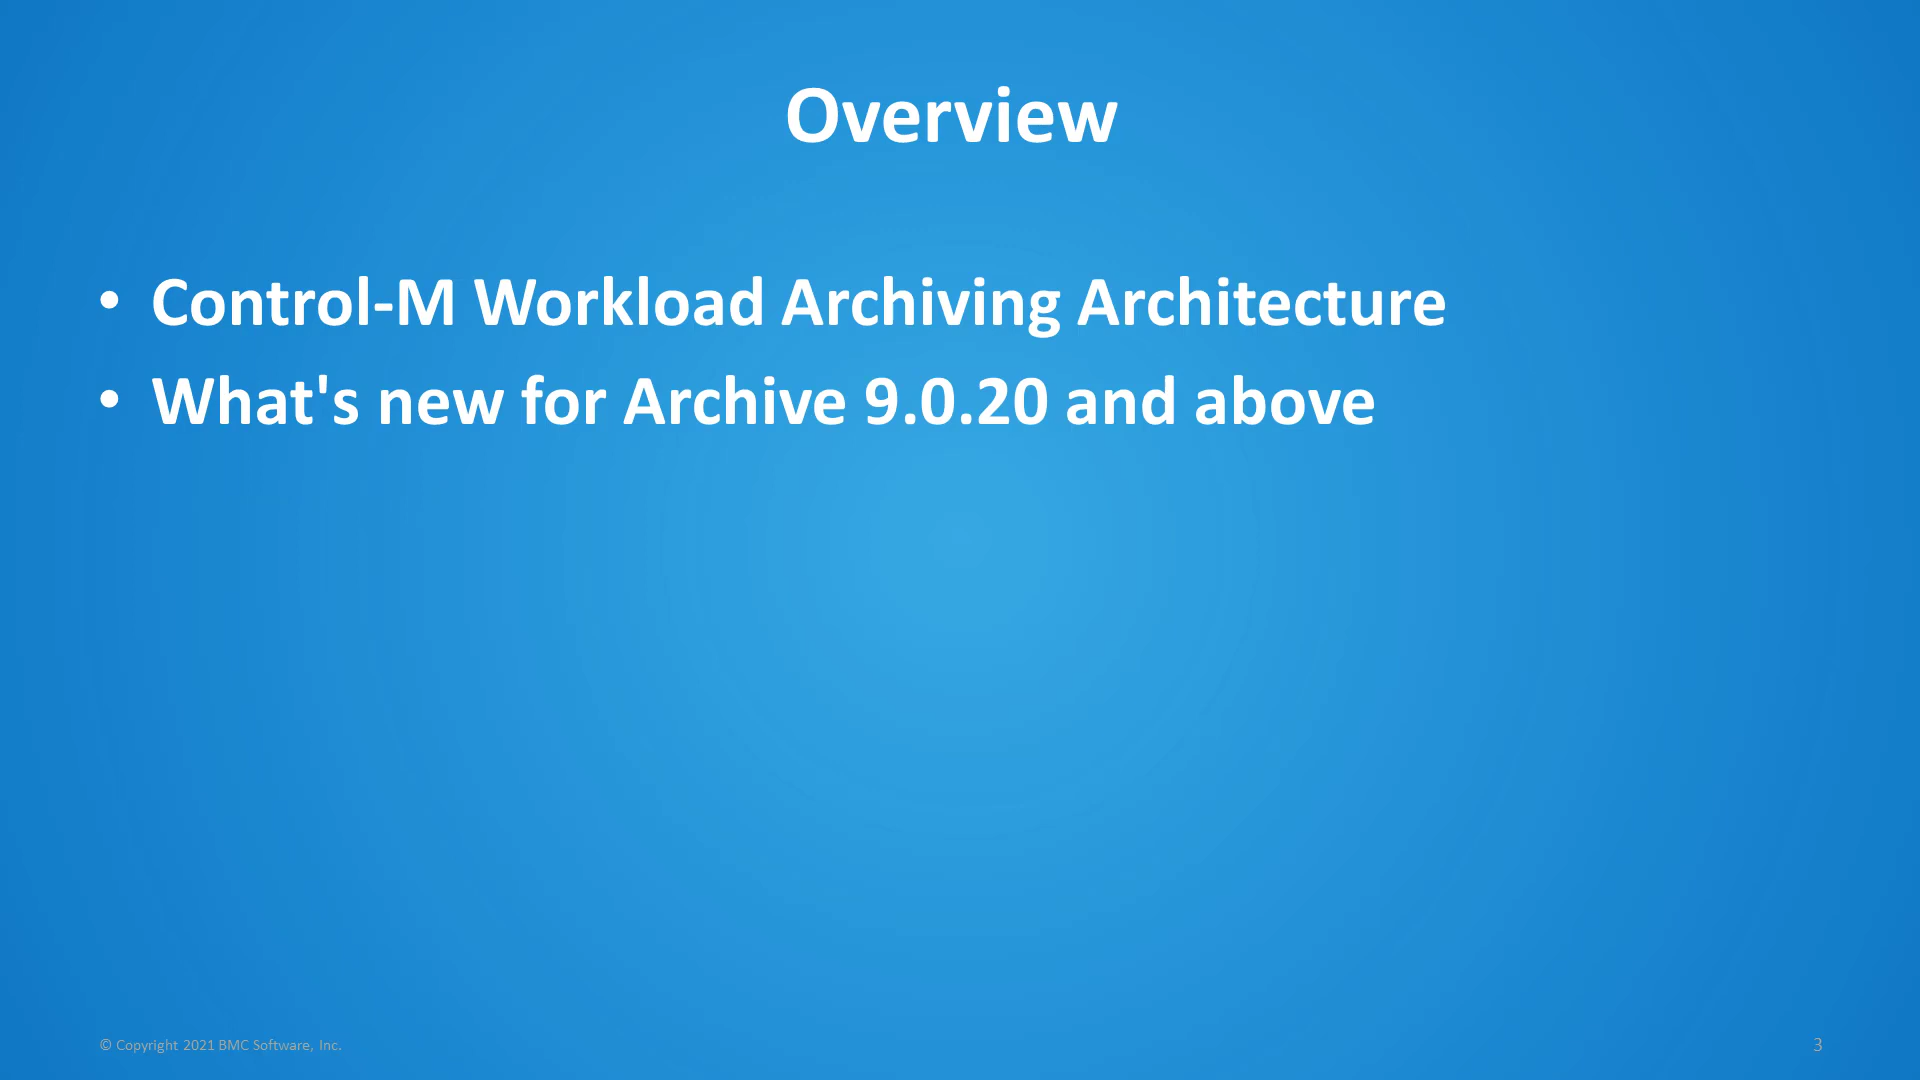 Overview
• Control-M Workload Archiving Architecture
• What's new for Archive 9.0.20 and above
© Copyright 2021 BMC Software, Inc.
3